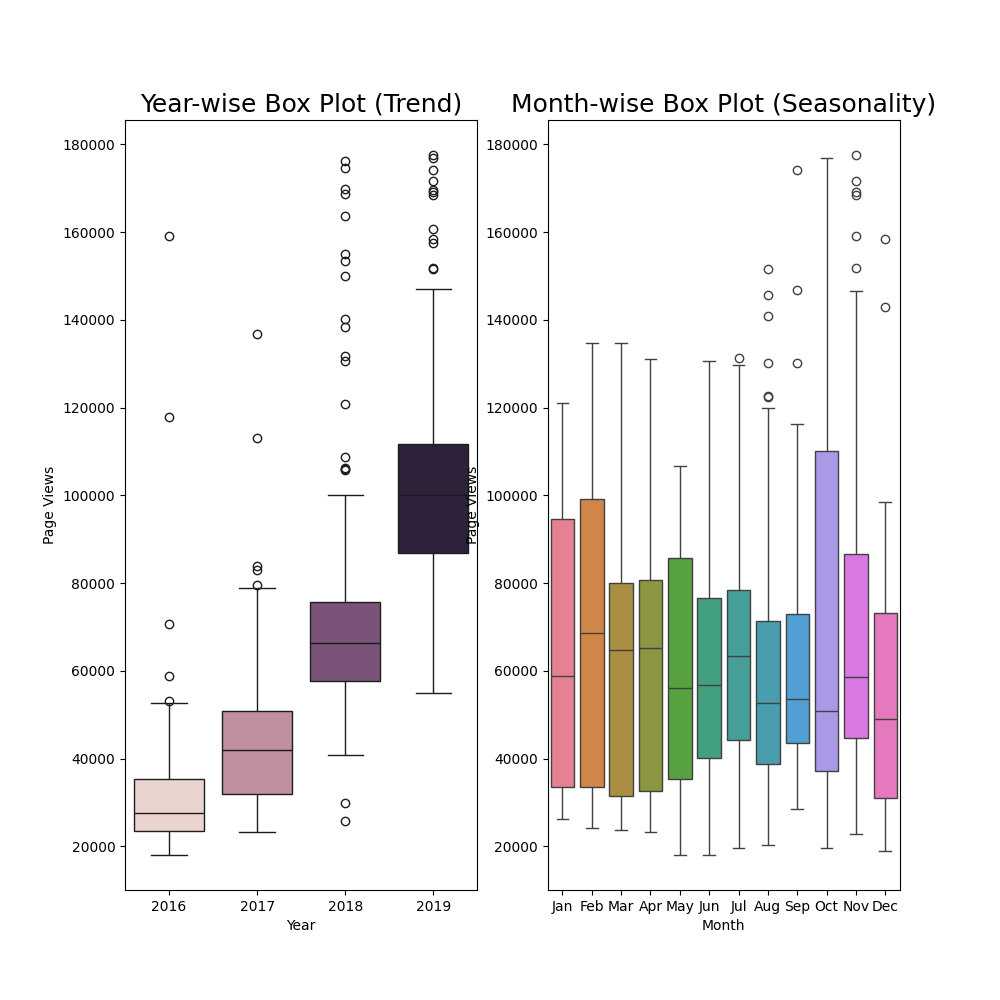 Year-wise Box Plot (Trend)
Page Views
180000
160000
140000
120000
100000
80000
60000
40000
20000
2016 2017 2018 2019
Year
Month-wise Box Plot (Seasonality)
Page Views
180000
160000
140000
120000
100000
80000
60000
40000
20000
Jan Feb Mar Apr May Jun Jul Aug Sep Oct Nov Dec
Month